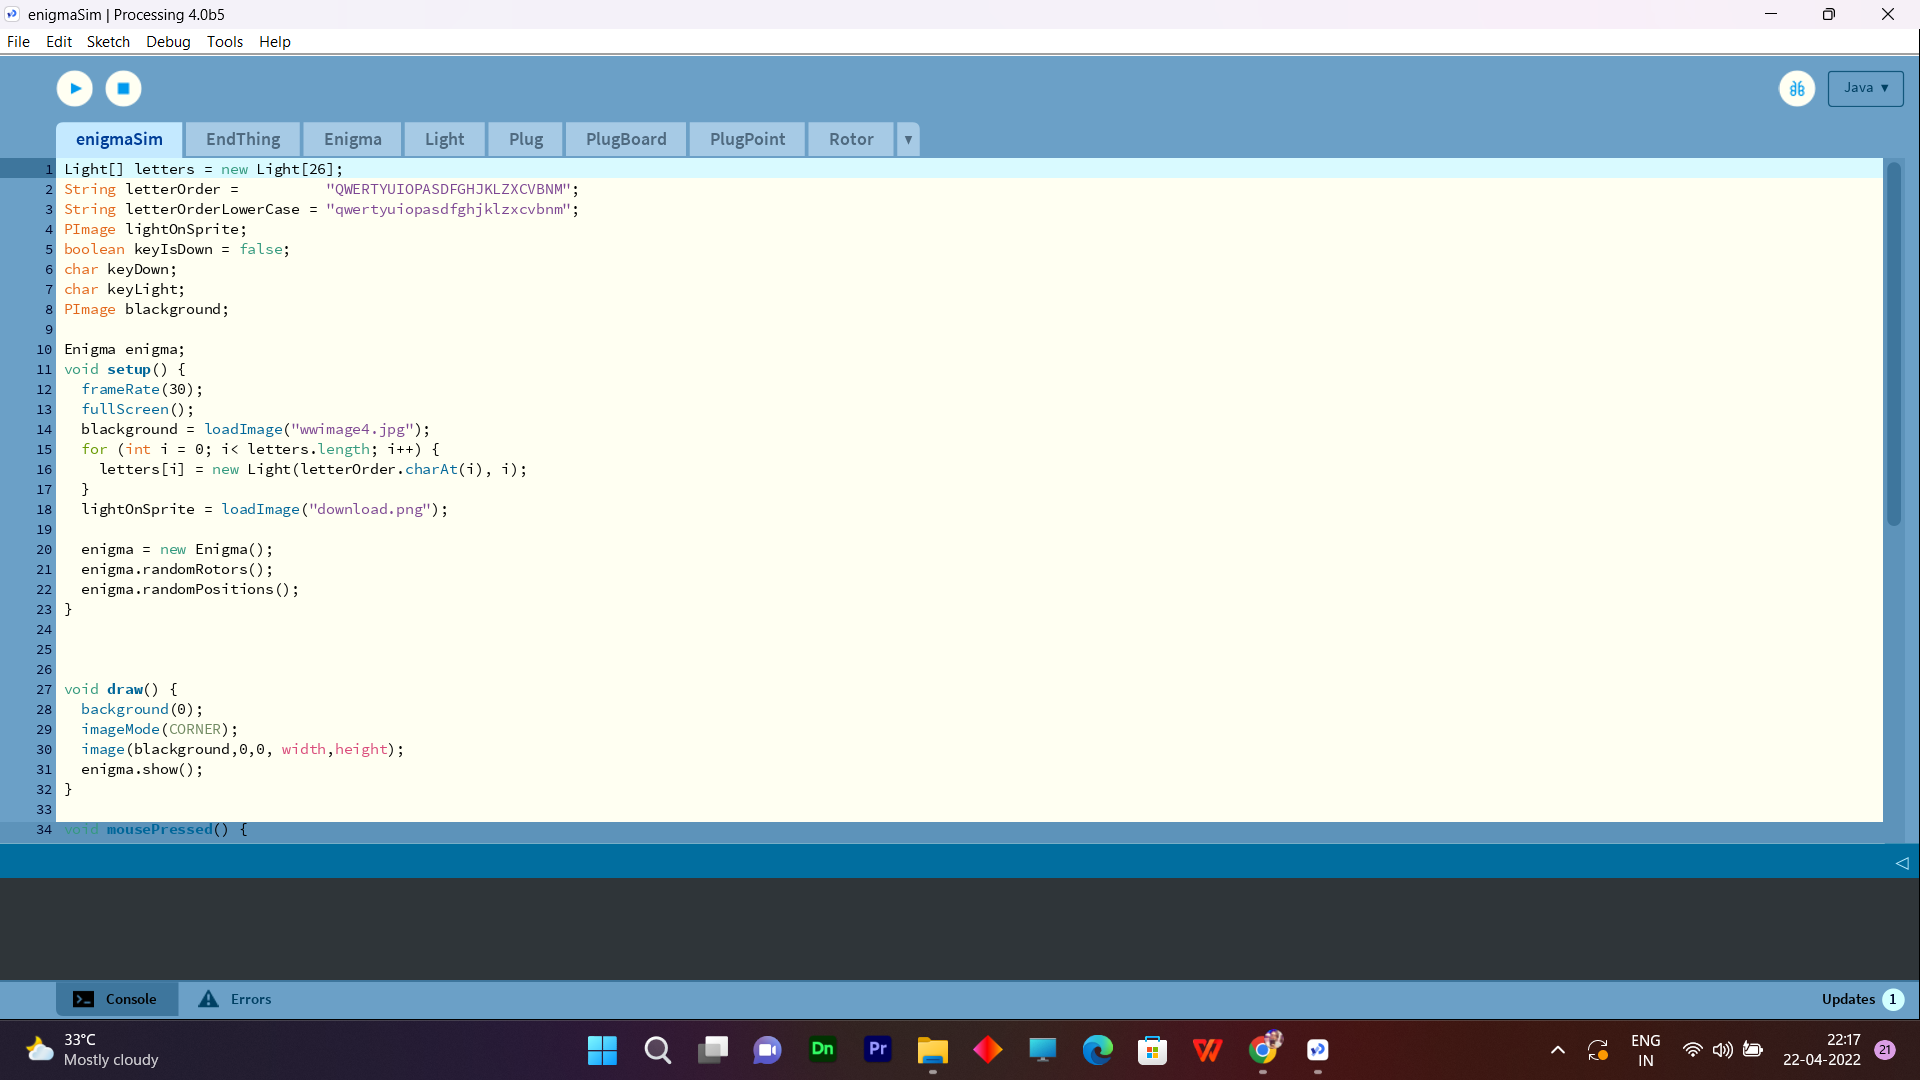 enigmaSim | Processing 4.0b5
File Edit Sketch Debug Tools Help
Java ▼
enigmaSim EndThing Enigma Light Plug PlugBoard PlugPoint Rotor ▼
1 Light[] letters = new Light[26];
2 String letterOrder =          "QWERTYUIOPASDFGHJKLZXCVBNM";
3 String letterOrderLowerCase = "qwertyuiopasdfghjklzxcvbnm";
4 PImage lightOnSprite;
5 boolean keyIsDown = false;
6 char keyDown;
7 char keyLight;
8 PImage blackground;
9
10 Enigma enigma;
11 void setup() {
12   frameRate(30);
13   fullScreen();
14   blackground = loadImage("wwimage4.jpg");
15   for (int i = 0; i< letters.length; i++) {
16     letters[i] = new Light(letterOrder.charAt(i), i);
17   }
18   lightOnSprite = loadImage("download.png");
19
20   enigma = new Enigma();
21   enigma.randomRotors();
22   enigma.randomPositions();
23 }
24
25
26
27 void draw() {
28   background(0);
29   imageMode(CORNER);
30   image(blackground,0,0, width,height);
31   enigma.show();
32 }
33
34 void mousePressed() {
Console Errors Updates 1
33°C
Mostly cloudy
Dn Pr
ENG
IN
22:17
22-04-2022
21